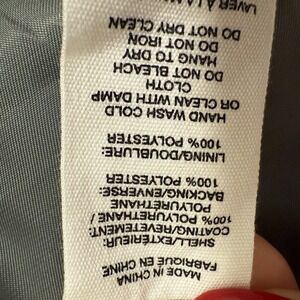 MADE IN CHINA
FABRIQUE EN CHINE
SHELL/EXTÉRIEUR:
COATING/REVETEMENT:
100% POLYURETHANE /
POLYURETHANE
BACKING/ENVERSE:
100% POLYESTER
LINING/DOUBLURE:
100% POLYESTER
HAND WASH COLD
OR CLEAN WITH DAMP
CLOTH
DO NOT BLEACH
HANG TO DRY
DO NOT IRON
DO NOT DRY CLEAN
LAVER À LA